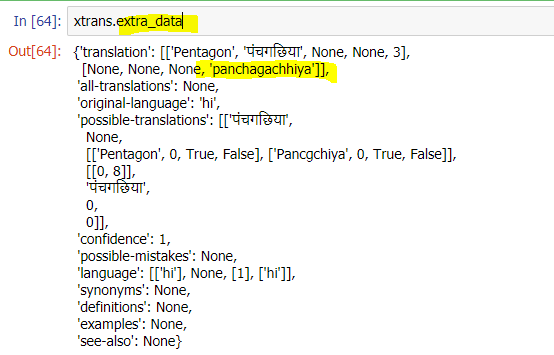 In [64]: xtrans.extra_data
Out[64]: {'translation': [['Pentagon', 'पंचगछिया', None, None, 3],
[None, None, None, 'panchagachhiya']],
'all-translations': None,
'original-language': 'hi',
'possible-translations': [['पंचगछिया',
None,
[['Pentagon', 0, True, False], ['Pancgchiya', 0, True, False]],
[[0, 8]],
'पंचगछिया',
0,
0]],
'confidence': 1,
'possible-mistakes': None,
'language': [['hi'], None, [1], ['hi']],
'synonyms': None,
'definitions': None,
'examples': None,
'see-also': None}